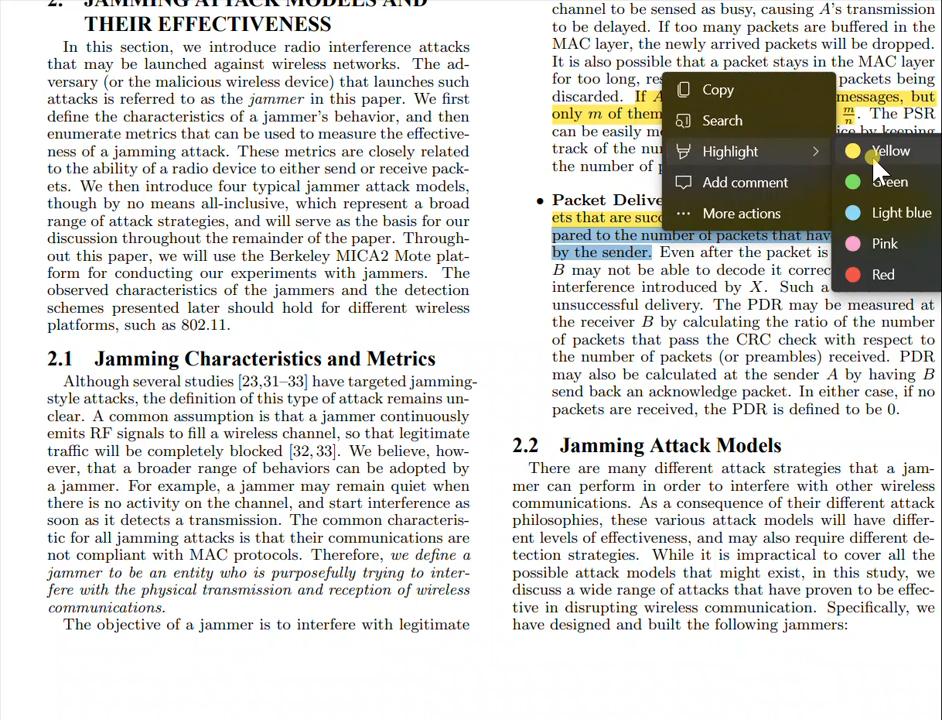 2. JAMMING ATTACK MODELS AND
THEIR EFFECTIVENESS
In this section, we introduce radio interference attacks
that may be launched against wireless networks. The ad-
versary (or the malicious wireless device) that launches such
attacks is referred to as the jammer in this paper. We first
define the characteristics of a jammer's behavior, and then
enumerate metrics that can be used to measure the effective-
ness of a jamming attack. These metrics are closely related
to the ability of a radio device to either send or receive pack-
ets. We then introduce four typical jammer attack models,
though by no means all-inclusive, which represent a broad
range of attack strategies, and will serve as the basis for our
discussion throughout the remainder of the paper. Through-
out this paper, we will use the Berkeley MICA2 Mote plat-
form for conducting our experiments with jammers. The
observed characteristics of the jammers and the detection
schemes presented later should hold for different wireless
platforms, such as 802.11.
2.1 Jamming Characteristics and Metrics
Although several studies [23,31–33] have targeted jamming-
style attacks, the definition of this type of attack remains un-
clear. A common assumption is that a jammer continuously
emits RF signals to fill a wireless channel, so that legitimate
traffic will be completely blocked [32,33]. We believe, how-
ever, that a broader range of behaviors can be adopted by
a jammer. For example, a jammer may remain quiet when
there is no activity on the channel, and start interference as
soon as it detects a transmission. The common characteris-
tic for all jamming attacks is that their communications are
not compliant with MAC protocols. Therefore, we define a
jammer to be an entity who is purposefully trying to inter-
fere with the physical transmission and reception of wireless
communications.
The objective of a jammer is to interfere with legitimate
channel to be sensed as busy, causing A's transmission
to be delayed. If too many packets are buffered in the
MAC layer, the newly arrived packets will be dropped.
It is also possible that a packet stays in the MAC layer
for too long, packets being
discarded. If A messages, but
only m of them m/n. The PSR
can be easily by keeping
track of the
the number of
• Packet
ets that are
pared to the number of packets that
by the sender. Even after the packet is
B may not be able to decode it
interference introduced by X. Such a
unsuccessful delivery. The PDR may be measured at
the receiver B by calculating the ratio of the number
of packets that pass the CRC check with respect to
the number of packets (or preambles) received. PDR
may also be calculated at the sender A by having B
send back an acknowledge packet. In either case, if no
packets are received, the PDR is defined to be 0.
2.2 Jamming Attack Models
There are many different attack strategies that a jam-
mer can perform in order to interfere with other wireless
communications. As a consequence of their different attack
philosophies, these various attack models will have differ-
ent levels of effectiveness, and may also require different de-
tection strategies. While it is impractical to cover all the
possible attack models that might exist, in this study, we
discuss a wide range of attacks that have proven to be effec-
tive in disrupting wireless communication. Specifically, we
have designed and built the following jammers:
Copy
Search
Highlight
Add comment
More actions
Yellow
Green
Light blue
Pink
Red